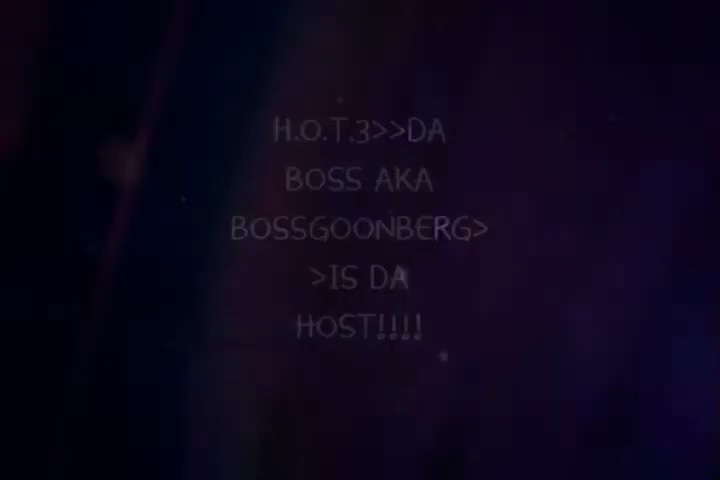 H.O.T.3>>DA
BOSS AKA
BOSSGOONBERG>
>IS DA
HOST!!!!